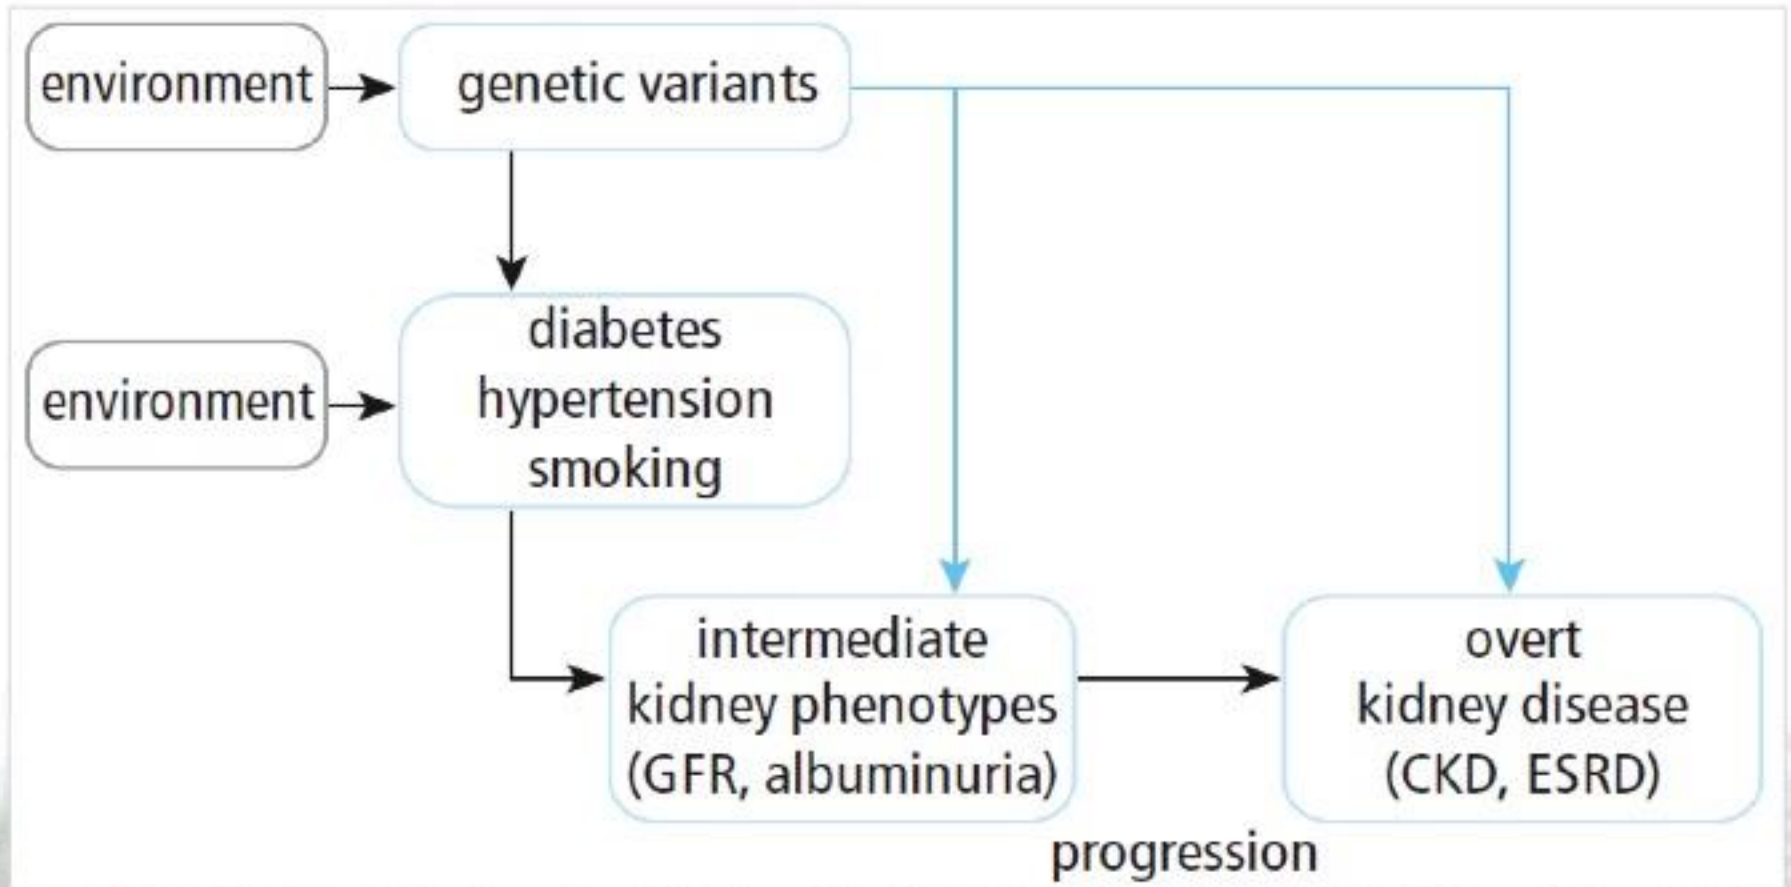 environment
genetic variants
environment
diabetes
hypertension
smoking
intermediate
kidney phenotypes
(GFR, albuminuria)
overt
kidney disease
(CKD, ESRD)
progression